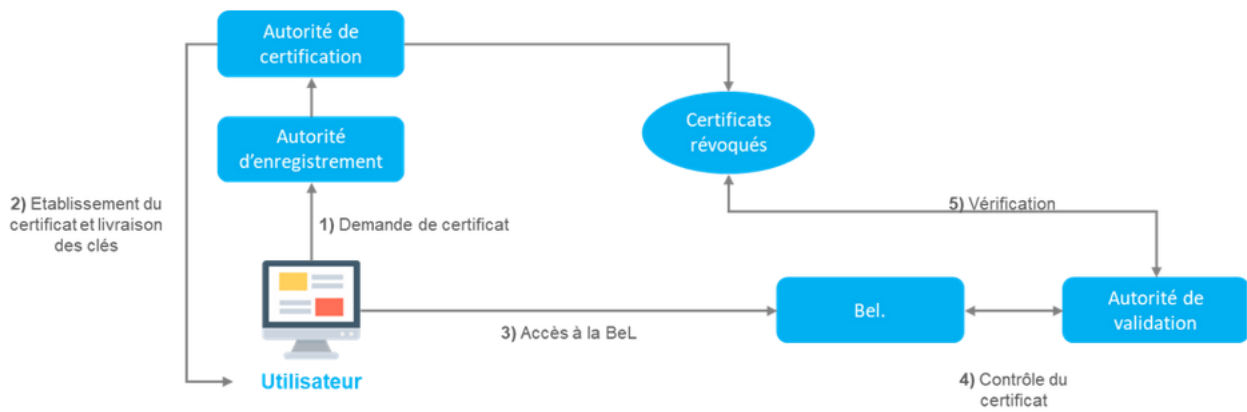 Autorité de
certification
Autorité
d'enregistrement
Certificats
révoqués
2) Etablissement du
certificat et livraison
des clés
1) Demande de certificat
5) Vérification
3) Accès à la BeL
Bel.
Autorité de
validation
Utilisateur
4) Contrôle du
certificat